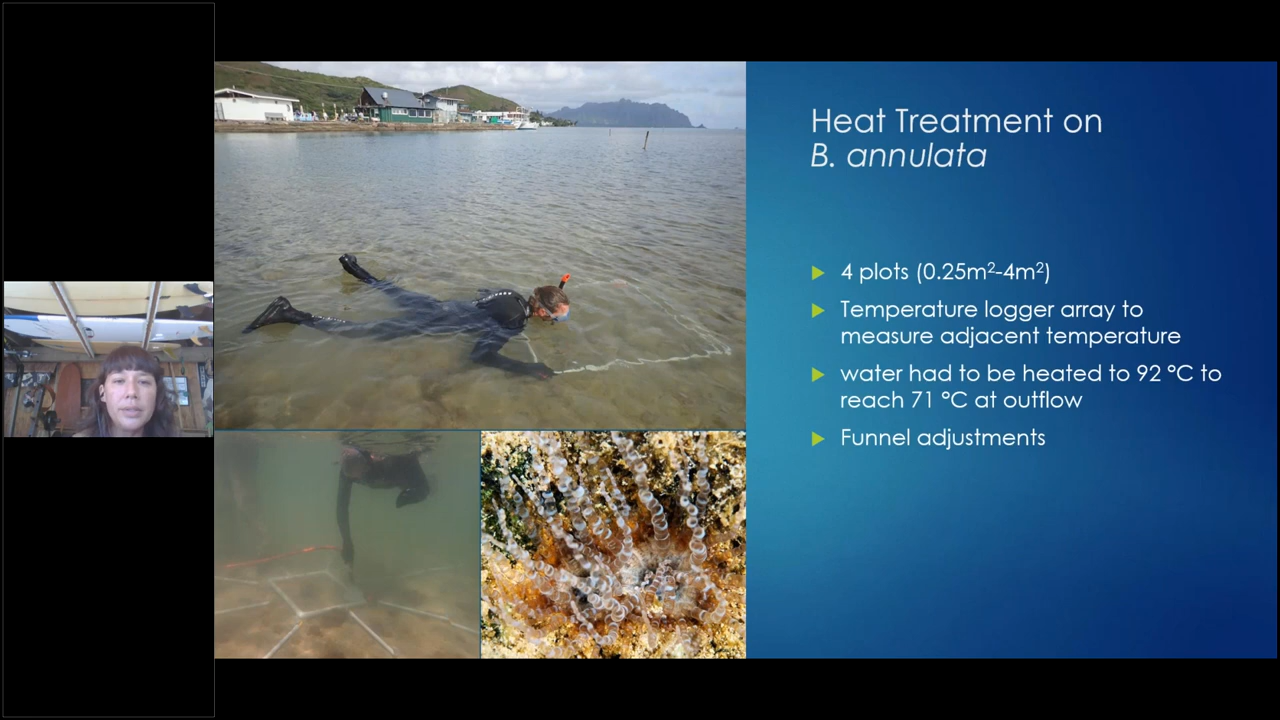 Heat Treatment on
B. annulata
4 plots (0.25m²-4m²)
Temperature logger array to
measure adjacent temperature
water had to be heated to 92 °C to
reach 71 °C at outflow
Funnel adjustments